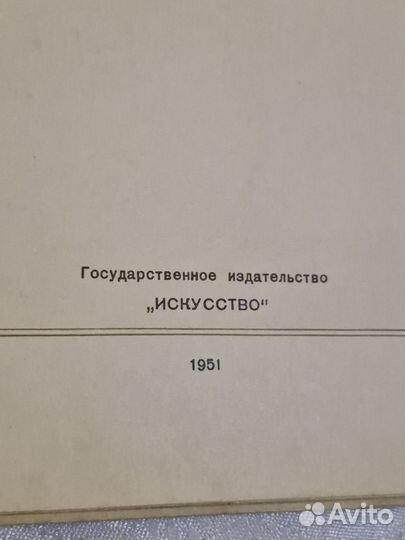 Государственное издательство
„ИСКУССТВО"
1951
Avito